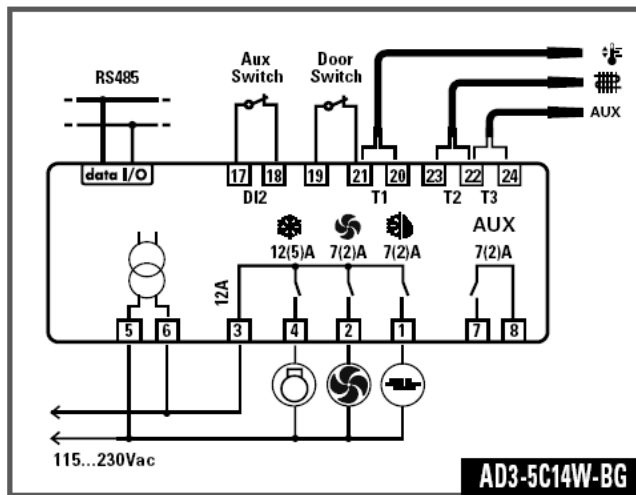 RS485
Aux Switch
Door Switch
AUX
data I/O
17 18 19 21 20 23 22 24
DI2 T1 T2 T3
AUX
12(5)A 7(2)A 7(2)A 7(2)A
12A
5 6 3 4 2 1 7 8
115...230Vac
AD3-5C14W-BG